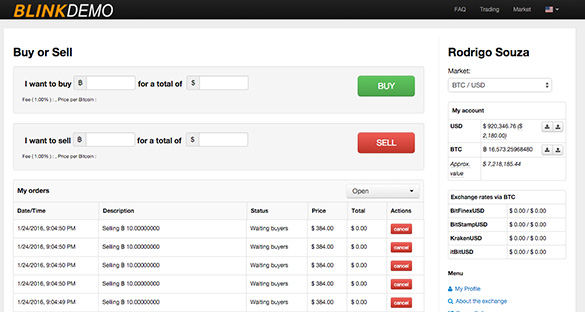 BLINKDEMO
FAQ Trading Market
Buy or Sell
I want to buy ฿ for a total of $
BUY
Fee ( 1.00% ) : , Price per Bitcoin :
I want to sell ฿ for a total of $
SELL
Fee ( 1.00% ) : , Price per Bitcoin :
My orders Open
Date/Time Description Status Price Total Actions
1/24/2016, 9:04:50 PM Selling ฿ 10.00000000 Waiting buyers $ 384.00 $ 0.00 cancel
1/24/2016, 9:04:50 PM Selling ฿ 10.00000000 Waiting buyers $ 384.00 $ 0.00 cancel
1/24/2016, 9:04:50 PM Selling ฿ 10.00000000 Waiting buyers $ 384.00 $ 0.00 cancel
1/24/2016, 9:04:50 PM Selling ฿ 10.00000000 Waiting buyers $ 384.00 $ 0.00 cancel
1/24/2016, 9:04:49 PM Selling ฿ 10.00000000 Waiting buyers $ 384.00 $ 0.00 cancel
Rodrigo Souza
Market:
BTC / USD
My account
USD $ 920,346.76 ($
2,180.00)
BTC ฿ 16,573.25968480
Approx. $ 7,218,185.44
value
Exchange rates via BTC
BitFinexUSD $ 0.00 / $ 0.00
BitStampUSD $ 0.00 / $ 0.00
KrakenUSD $ 0.00 / $ 0.00
itBitUSD $ 0.00 / $ 0.00
Menu
My Profile
About the exchange